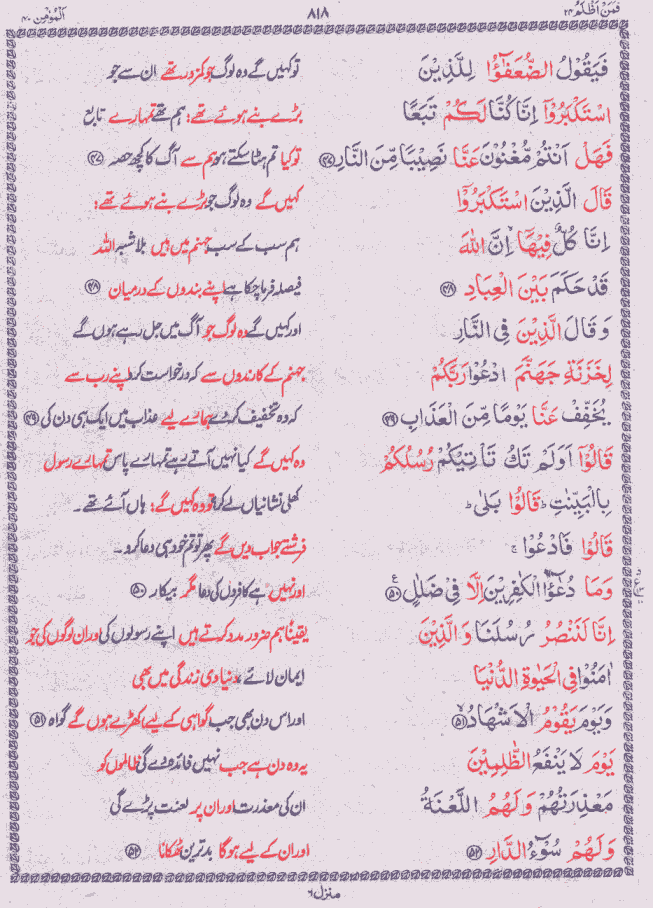 فَمَنْ اَظْلَمُ ۲۴ ۸۱۸ اَلْمُؤْمِن ۴۰
فَيَقُوْلُ الضُّعَفٰٓؤُا لِلَّذِيْنَ تو کہیں گے وہ لوگ جو کمزور تھے ان سے جو
اسْتَكْبَرُوْٓا اِنَّا كُنَّا لَكُمْ تَبَعًا بڑے بنے ہوئے تھے: ہم تھے تمہارے تابع
فَهَلْ اَنْتُمْ مُّغْنُوْنَ عَنَّا نَصِيْبًا مِّنَ النَّارِ ﴿۴۷﴾ تو کیا تم ہٹا سکتے ہو ہم سے آگ کا کچھ حصہ ﴿۴۷﴾
قَالَ الَّذِيْنَ اسْتَكْبَرُوْٓا کہیں گے وہ لوگ جو بڑے بنے ہوئے تھے:
اِنَّا كُلٌّ فِيْهَآ اِنَّ اللّٰهَ ہم سب کے سب جہنم میں ہیں بلاشبہ اللہ
قَدْ حَكَمَ بَيْنَ الْعِبَادِ ﴿۴۸﴾ فیصلہ فرما چکا ہے اپنے بندوں کے درمیان ﴿۴۸﴾
وَقَالَ الَّذِيْنَ فِى النَّارِ اور کہیں گے وہ لوگ جو آگ میں جل رہے ہوں گے
لِخَزَنَةِ جَهَنَّمَ ادْعُوْا رَبَّكُمْ جہنم کے کارندوں سے کہ درخواست کرو اپنے رب سے
يُخَفِّفْ عَنَّا يَوْمًا مِّنَ الْعَذَابِ ﴿۴۹﴾ کہ وہ تخفیف کر دے ہمارے لیے عذاب میں ایک ہی دن کی ﴿۴۹﴾
قَالُوْٓا اَوَلَمْ تَكُ تَاْتِيْكُمْ رُسُلُكُمْ وہ کہیں گے کیا نہیں آتے رہے تمہارے پاس تمہارے رسول
بِالْبَيِّنٰتِ ؕ قَالُوْا بَلٰى ؕ کھلی نشانیاں لے کر؟ وہ کہیں گے: ہاں آئے تھے۔
قَالُوْا فَادْعُوْا ۚ فرشتے جواب دیں گے پھر تو تم خود ہی دعا کرو۔
وَمَا دُعٰٓؤُا الْكٰفِرِيْنَ اِلَّا فِىْ ضَلٰلٍ ﴿۵۰﴾ اور نہیں ہے کافروں کی دعا مگر بیکار ﴿۵۰﴾
اِنَّا لَنَنْصُرُ رُسُلَنَا وَالَّذِيْنَ یقیناً ہم ضرور مدد کرتے ہیں اپنے رسولوں کی اور ان لوگوں کی جو
اٰمَنُوْا فِى الْحَيٰوةِ الدُّنْيَا ایمان لائے دنیاوی زندگی میں بھی
وَيَوْمَ يَقُوْمُ الْاَشْهَادُ ﴿۵۱﴾ اور اس دن بھی جب گواہی کے لیے کھڑے ہوں گے گواہ ﴿۵۱﴾
يَوْمَ لَا يَنْفَعُ الظّٰلِمِيْنَ یہ وہ دن ہے جب نہیں فائدہ دے گی ظالموں کو
مَعْذِرَتُهُمْ وَلَهُمُ اللَّعْنَةُ ان کی معذرت اور ان پر لعنت پڑے گی
وَلَهُمْ سُوْٓءُ الدَّارِ ﴿۵۲﴾ اور ان کے لیے ہوگا بدترین ٹھکانا ﴿۵۲﴾
منزل ۶